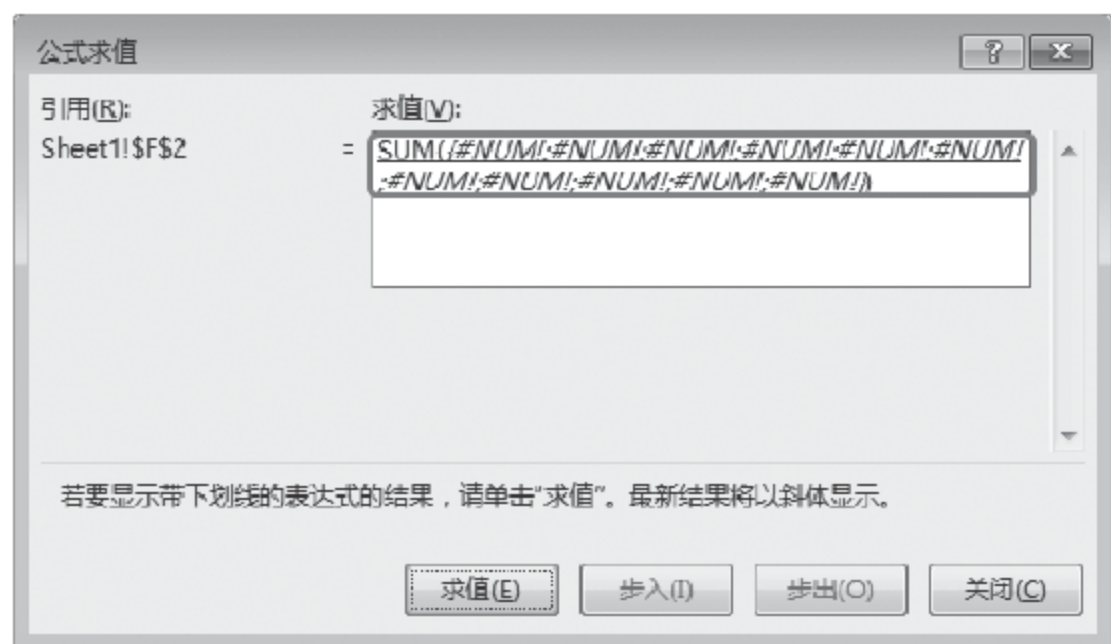 公式求值
引用(R):
求值(V):
Sheet1!$F$2
=
SUM({#NUM!;#NUM!;#NUM!;#NUM!;#NUM!;#NUM!
;#NUM!;#NUM!;#NUM!;#NUM!;#NUM!})
若要显示带下划线的表达式的结果，请单击“求值”。最新结果将以斜体显示。
求值(E)
步入(I)
步出(O)
关闭(C)